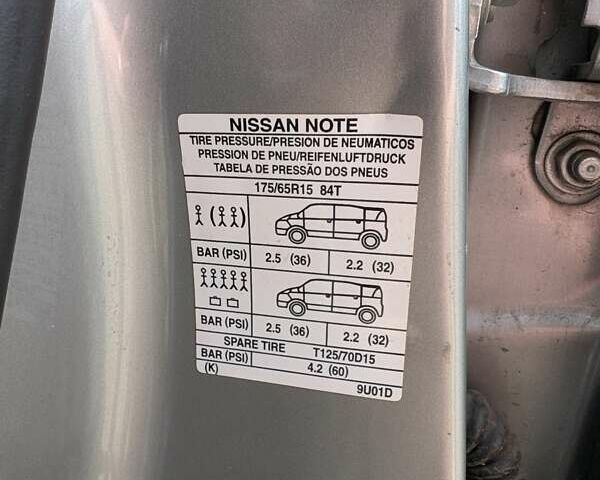 NISSAN NOTE
TIRE PRESSURE/PRESION DE NEUMATICOS
PRESSION DE PNEU/REIFENLUFTDRUCK
TABELA DE PRESSÃO DOS PNEUS
175/65R15 84T
BAR (PSI) 2.5 (36) 2.2 (32)
BAR (PSI) 2.5 (36) 2.2 (32)
SPARE TIRE T125/70D15
BAR (PSI) 4.2 (60)
(K) 9U01D